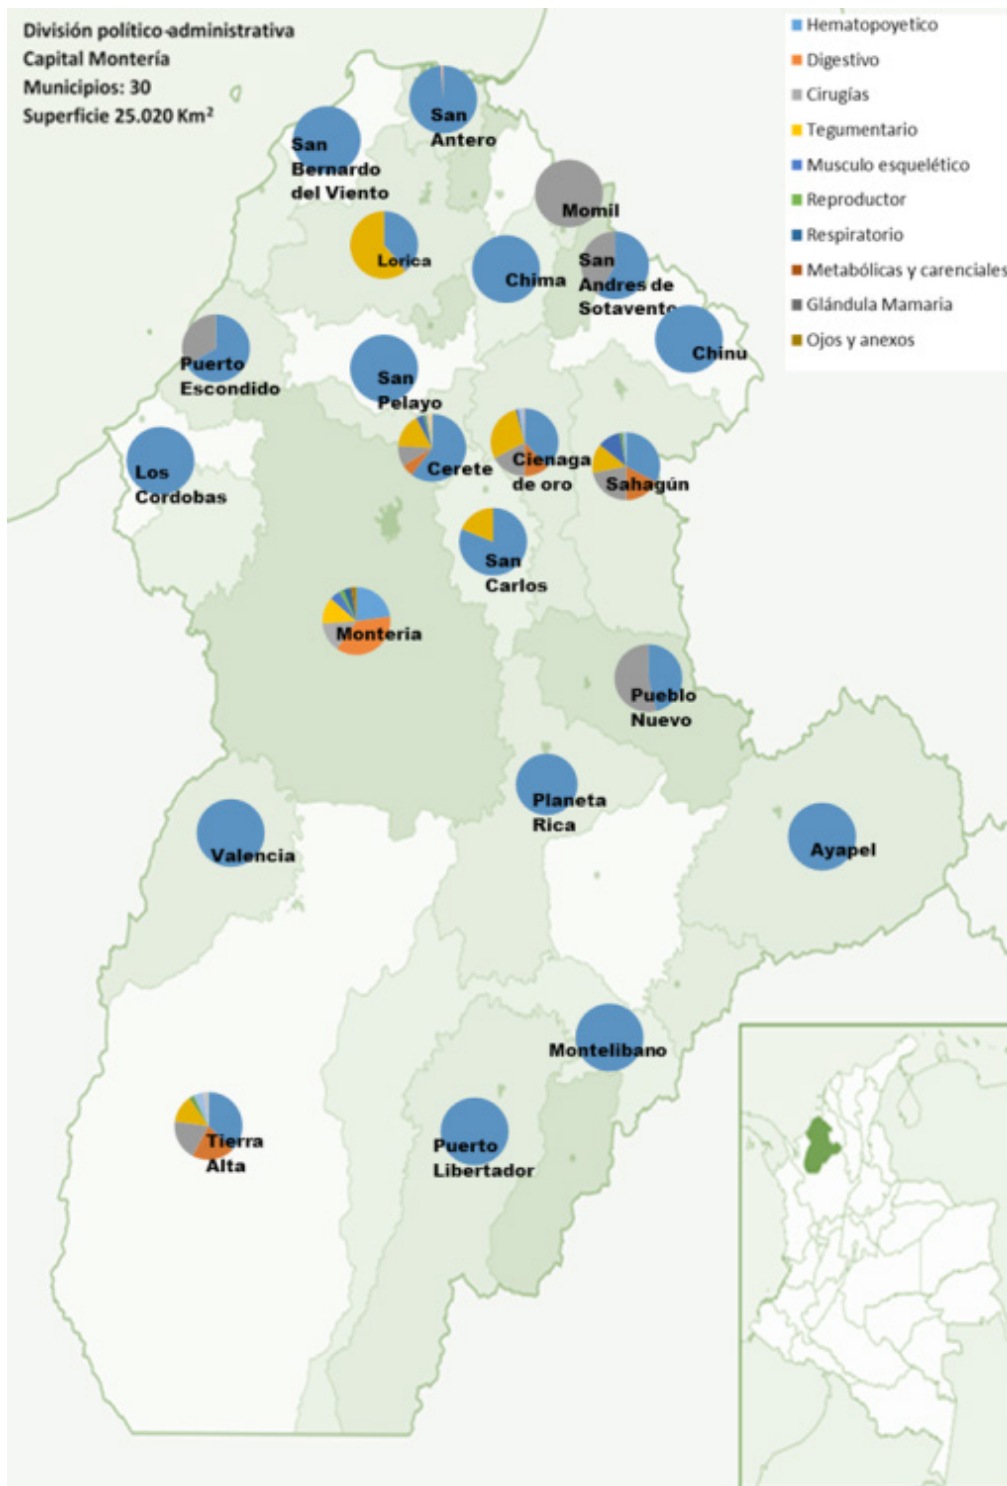 División político-administrativa
Capital Montería
Municipios: 30
Superficie 25.020 Km²
Hematopoyetico
Digestivo
Cirugías
Tegumentario
Musculo esquelético
Reproductor
Respiratorio
Metabólicas y carenciales
Glándula Mamaria
Ojos y anexos
San
Antero
San
Bernardo
del Viento
Momil
Lorica
Chima
San
Andres de
Sotavento
Chinu
Puerto
Escondido
San
Pelayo
Los
Cordobas
Cerete
Cienaga
de oro
Sahagún
San
Carlos
Monteria
Pueblo
Nuevo
Planeta
Rica
Valencia
Ayapel
Montelibano
Tierra
Alta
Puerto
Libertador